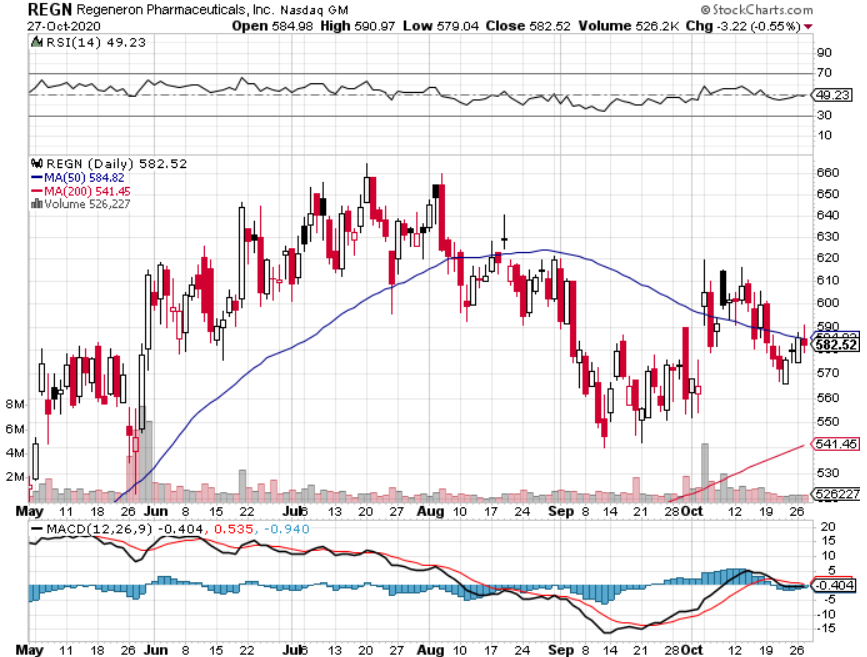 REGN Regeneron Pharmaceuticals, Inc. Nasdaq GM © StockCharts.com
27-Oct-2020 Open 584.98 High 590.97 Low 579.04 Close 582.52 Volume 526.2K Chg -3.22 (-0.55%)
RSI(14) 49.23
90
70
49.23
30
10
REGN (Daily) 582.52
MA(50) 584.82
MA(200) 541.45
Volume 526,227
660
650
640
630
620
610
600
590
582.52
570
560
550
541.45
530
526227
8M
6M
4M
2M
May 11 18 26 Jun 8 15 22 Jul 6 13 20 27 Aug 10 17 24 Sep 8 14 21 28 Oct 12 19 26
MACD(12,26,9) -0.404, 0.535, -0.940
20
15
10
5
-0.404
-5
-10
-15
May 11 18 26 Jun 8 15 22 Jul 6 13 20 27 Aug 10 17 24 Sep 8 14 21 28 Oct 12 19 26